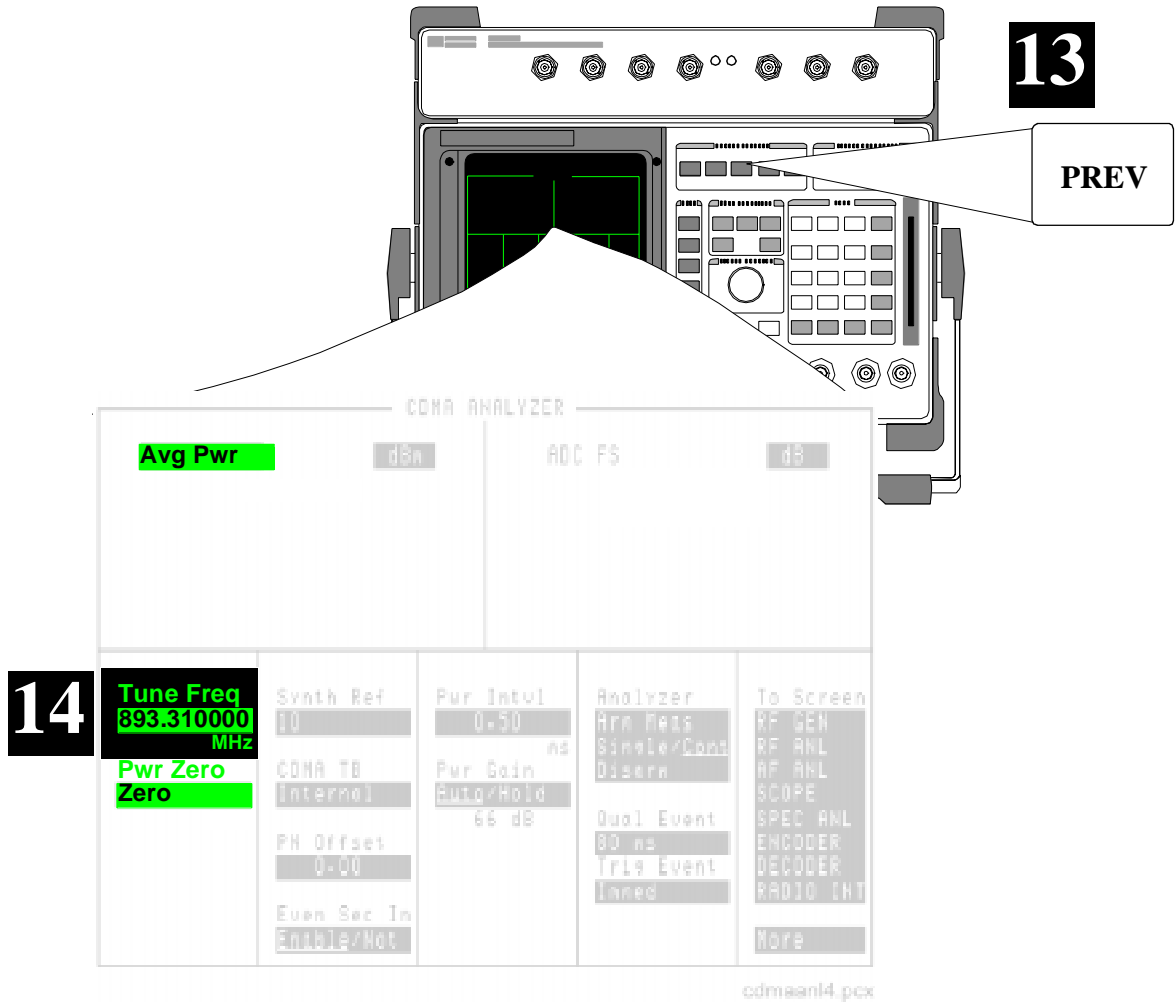 13
PREV
CDMA ANALYZER
Avg Pwr
dBm
ADC FS
dB
14
Tune Freq
893.310000
MHz
Pwr Zero
Zero
Synth Ref
10
CDMA TB
Internal
PN Offset
0.00
Even Sec In
Enable/Not
Pwr Intvl
0.50
ms
Pwr Gain
Auto/Hold
66 dB
Analyzer
Arm Meas
Single/Cont
Disarm
Qual Event
80 ms
Trig Event
Immed
To Screen
RF GEN
RF ANL
AF ANL
SCOPE
SPEC ANL
ENCODER
DECODER
RADIO INT
More
cdmaanl4.pcx